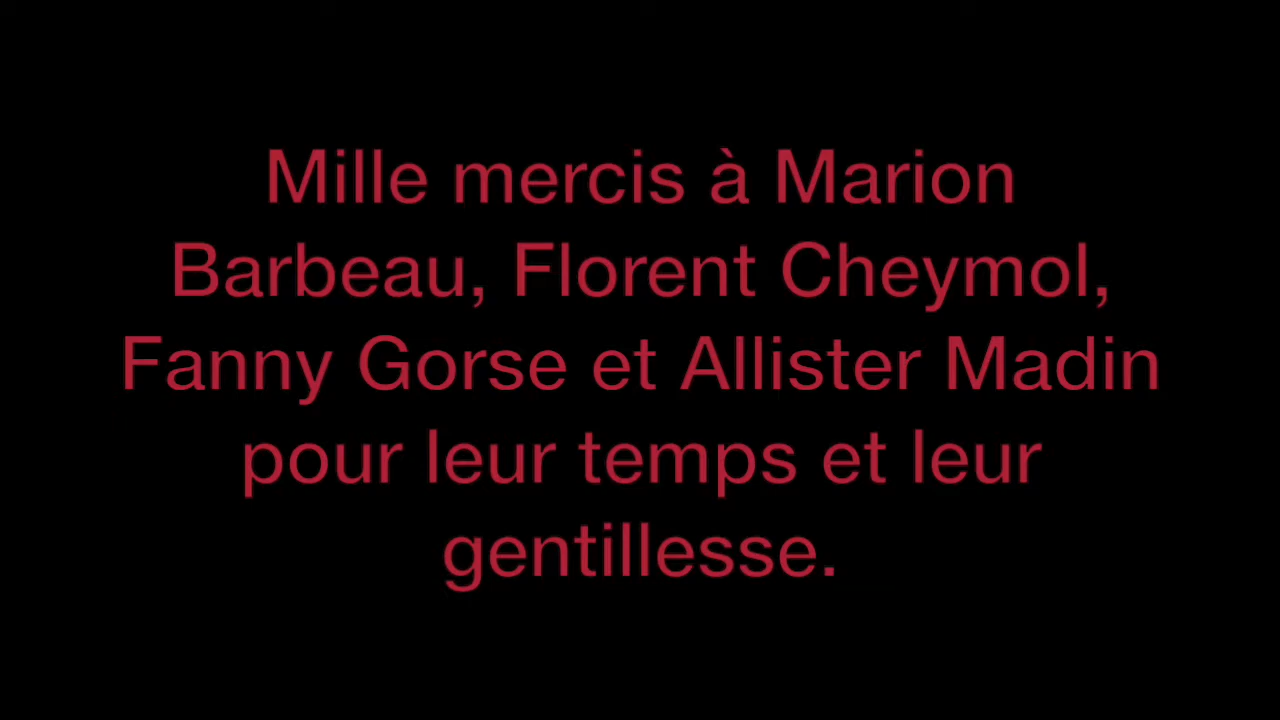 Mille mercis à Marion
Barbeau, Florent Cheymol,
Fanny Gorse et Allister Madin
pour leur temps et leur
gentillesse.